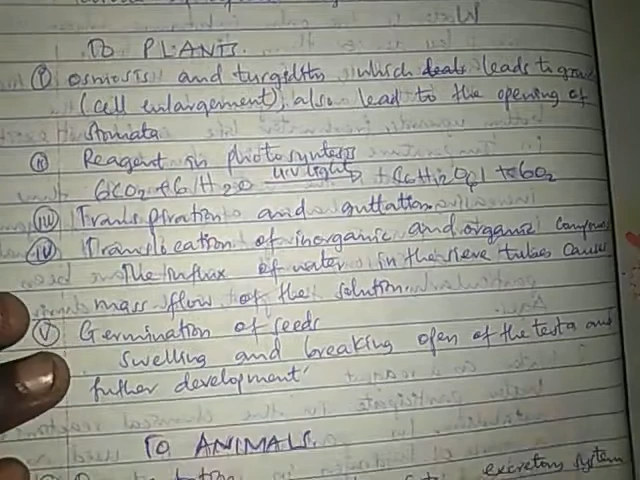 TO PLANTS.
(i) osmosis and turgidity which leads to
(cell enlargement), also lead to the opening of
stomata
(ii) Reagent in photosyntesis
6CO2 + 6H2O uv light + C6H12O6 + 6O2
(iii) Transpiration and guttation
(iv) Translocation of inorganic and organic
The influx of water in the sieve tubes cause
mass flow of the solution
(v) Germination of seeds
swelling and breaking open of the testa and
futher development
TO ANIMALS.
excretory system